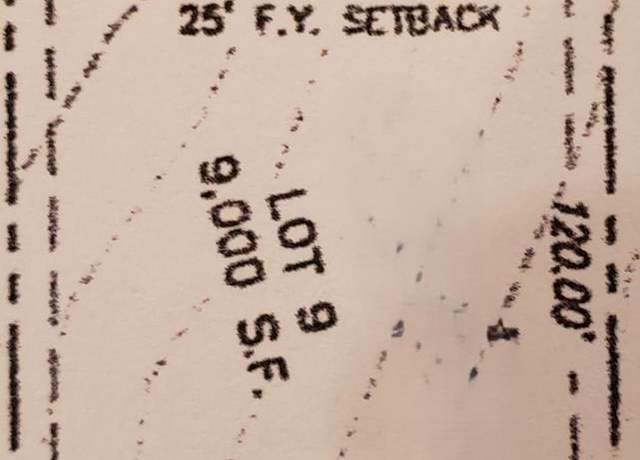 25' F.Y. SETBACK
LOT 9
9,000 S.F.
120.00'